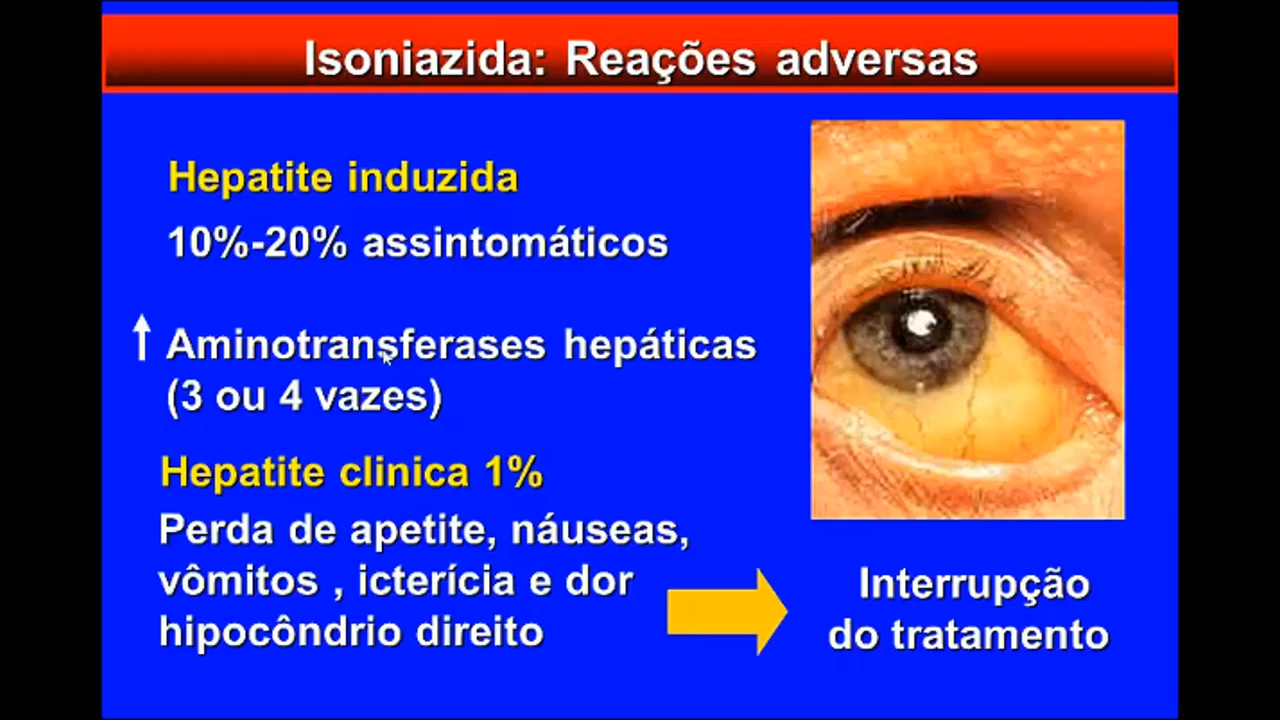 Isoniazida: Reações adversas
Hepatite induzida
10%-20% assintomáticos
↑ Aminotransferases hepáticas
(3 ou 4 vazes)
Hepatite clinica 1%
Perda de apetite, náuseas,
vômitos , icterícia e dor
hipocôndrio direito
Interrupção
do tratamento